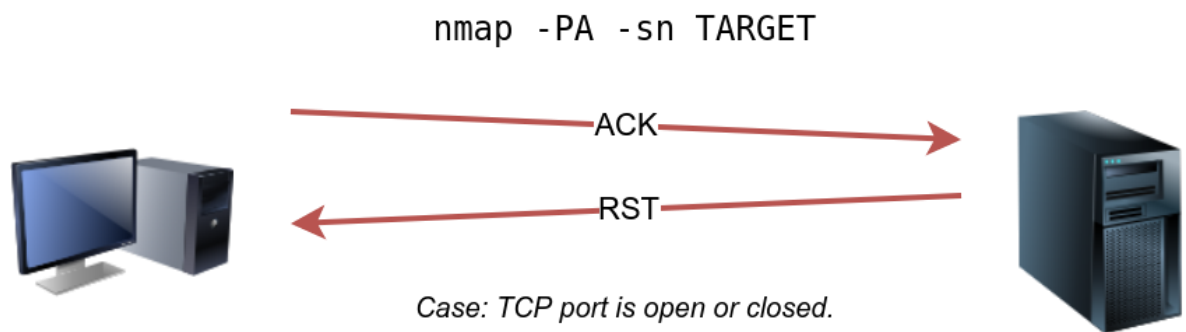 nmap -PA -sn TARGET
ACK
RST
Case: TCP port is open or closed.